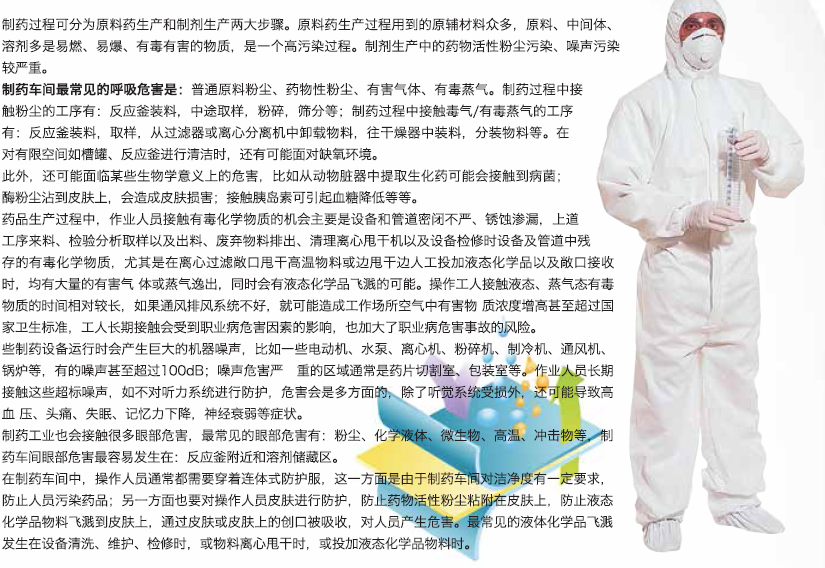 制药过程可分为原料药生产和制剂生产两大步骤。原料药生产过程用到的原辅材料众多，原料、中间体、
溶剂多是易燃、易爆、有毒有害的物质，是一个高污染过程。制剂生产中的药物活性粉尘污染、噪声污染
较严重。
制药车间最常见的呼吸危害是：普通原料粉尘、药物性粉尘、有害气体、有毒蒸气。制药过程中接
触粉尘的工序有：反应釜装料，中途取样，粉碎，筛分等；制药过程中接触毒气/有毒蒸气的工序
有：反应釜装料，取样，从过滤器或离心分离机中卸载物料，往干燥器中装料，分装物料等。在
对有限空间如槽罐、反应釜进行清洁时，还有可能面对缺氧环境。
此外，还可能面临某些生物学意义上的危害，比如从动物脏器中提取生化药可能会接触到病菌；
酶粉尘沾到皮肤上，会造成皮肤损害；接触胰岛素可引起血糖降低等等。
药品生产过程中，作业人员接触有毒化学物质的机会主要是设备和管道密闭不严、锈蚀渗漏，上道
工序来料、检验分析取样以及出料、废弃物料排出、清理离心甩干机以及设备检修时设备及管道中残
存的有毒化学物质，尤其是在离心过滤敞口甩干高温物料或边甩干边人工投加液态化学品以及敞口接收
时，均有大量的有害气 体或蒸气逸出，同时会有液态化学品飞溅的可能。操作工人接触液态、蒸气态有毒
物质的时间相对较长，如果通风排风系统不好，就可能造成工作场所空气中有害物 质浓度增高甚至超过国
家卫生标准，工人长期接触会受到职业病危害因素的影响，也加大了职业病危害事故的风险。
些制药设备运行时会产生巨大的机器噪声，比如一些电动机、水泵、离心机、粉碎机、制冷机、通风机、
锅炉等，有的噪声甚至超过100dB；噪声危害严 重的区域通常是药片切割室、包装室等。作业人员长期
接触这些超标噪声，如不对听力系统进行防护，危害会是多方面的，除了听觉系统受损外，还可能导致高
血 压、头痛、失眠、记忆力下降，神经衰弱等症状。
制药工业也会接触很多眼部危害，最常见的眼部危害有：粉尘、化学液体、微生物、高温、冲击物等，制
药车间眼部危害最容易发生在：反应釜附近和溶剂储藏区。
在制药车间中，操作人员通常都需要穿着连体式防护服，这一方面是由于制药车间对洁净度有一定要求，
防止人员污染药品；另一方面也要对操作人员皮肤进行防护，防止药物活性粉尘粘附在皮肤上，防止液态
化学品物料飞溅到皮肤上，通过皮肤或皮肤上的创口被吸收，对人员产生危害。最常见的液体化学品飞溅
发生在设备清洗、维护、检修时，或物料离心甩干时，或投加液态化学品物料时。